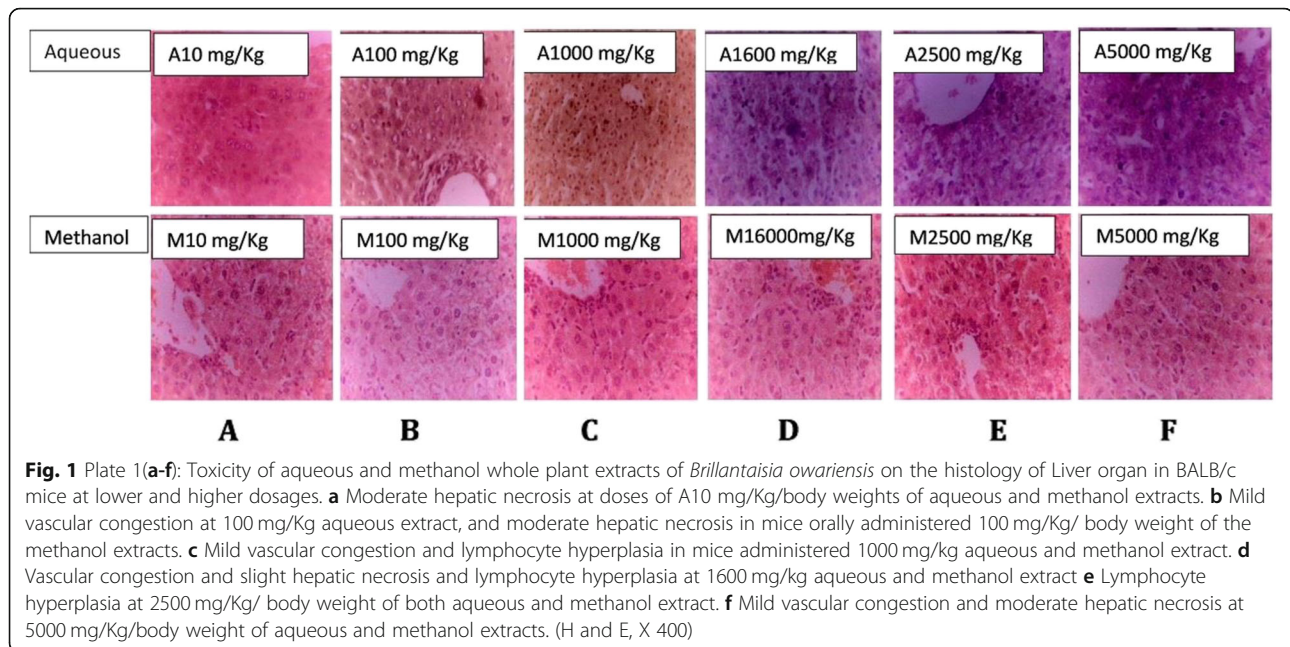 Aqueous A10 mg/Kg A100 mg/Kg A1000 mg/Kg A1600 mg/Kg A2500 mg/Kg A5000 mg/Kg
Methanol M10 mg/Kg M100 mg/Kg M1000 mg/Kg M16000mg/Kg M2500 mg/Kg M5000 mg/Kg
A B C D E F
Fig. 1 Plate 1(a-f): Toxicity of aqueous and methanol whole plant extracts of Brillantaisia owariensis on the histology of Liver organ in BALB/c
mice at lower and higher dosages. a Moderate hepatic necrosis at doses of A10 mg/Kg/body weights of aqueous and methanol extracts. b Mild
vascular congestion at 100 mg/Kg aqueous extract, and moderate hepatic necrosis in mice orally administered 100 mg/Kg/ body weight of the
methanol extracts. c Mild vascular congestion and lymphocyte hyperplasia in mice administered 1000 mg/kg aqueous and methanol extract. d
Vascular congestion and slight hepatic necrosis and lymphocyte hyperplasia at 1600 mg/kg aqueous and methanol extract e Lymphocyte
hyperplasia at 2500 mg/Kg/ body weight of both aqueous and methanol extract. f Mild vascular congestion and moderate hepatic necrosis at
5000 mg/Kg/body weight of aqueous and methanol extracts. (H and E, X 400)